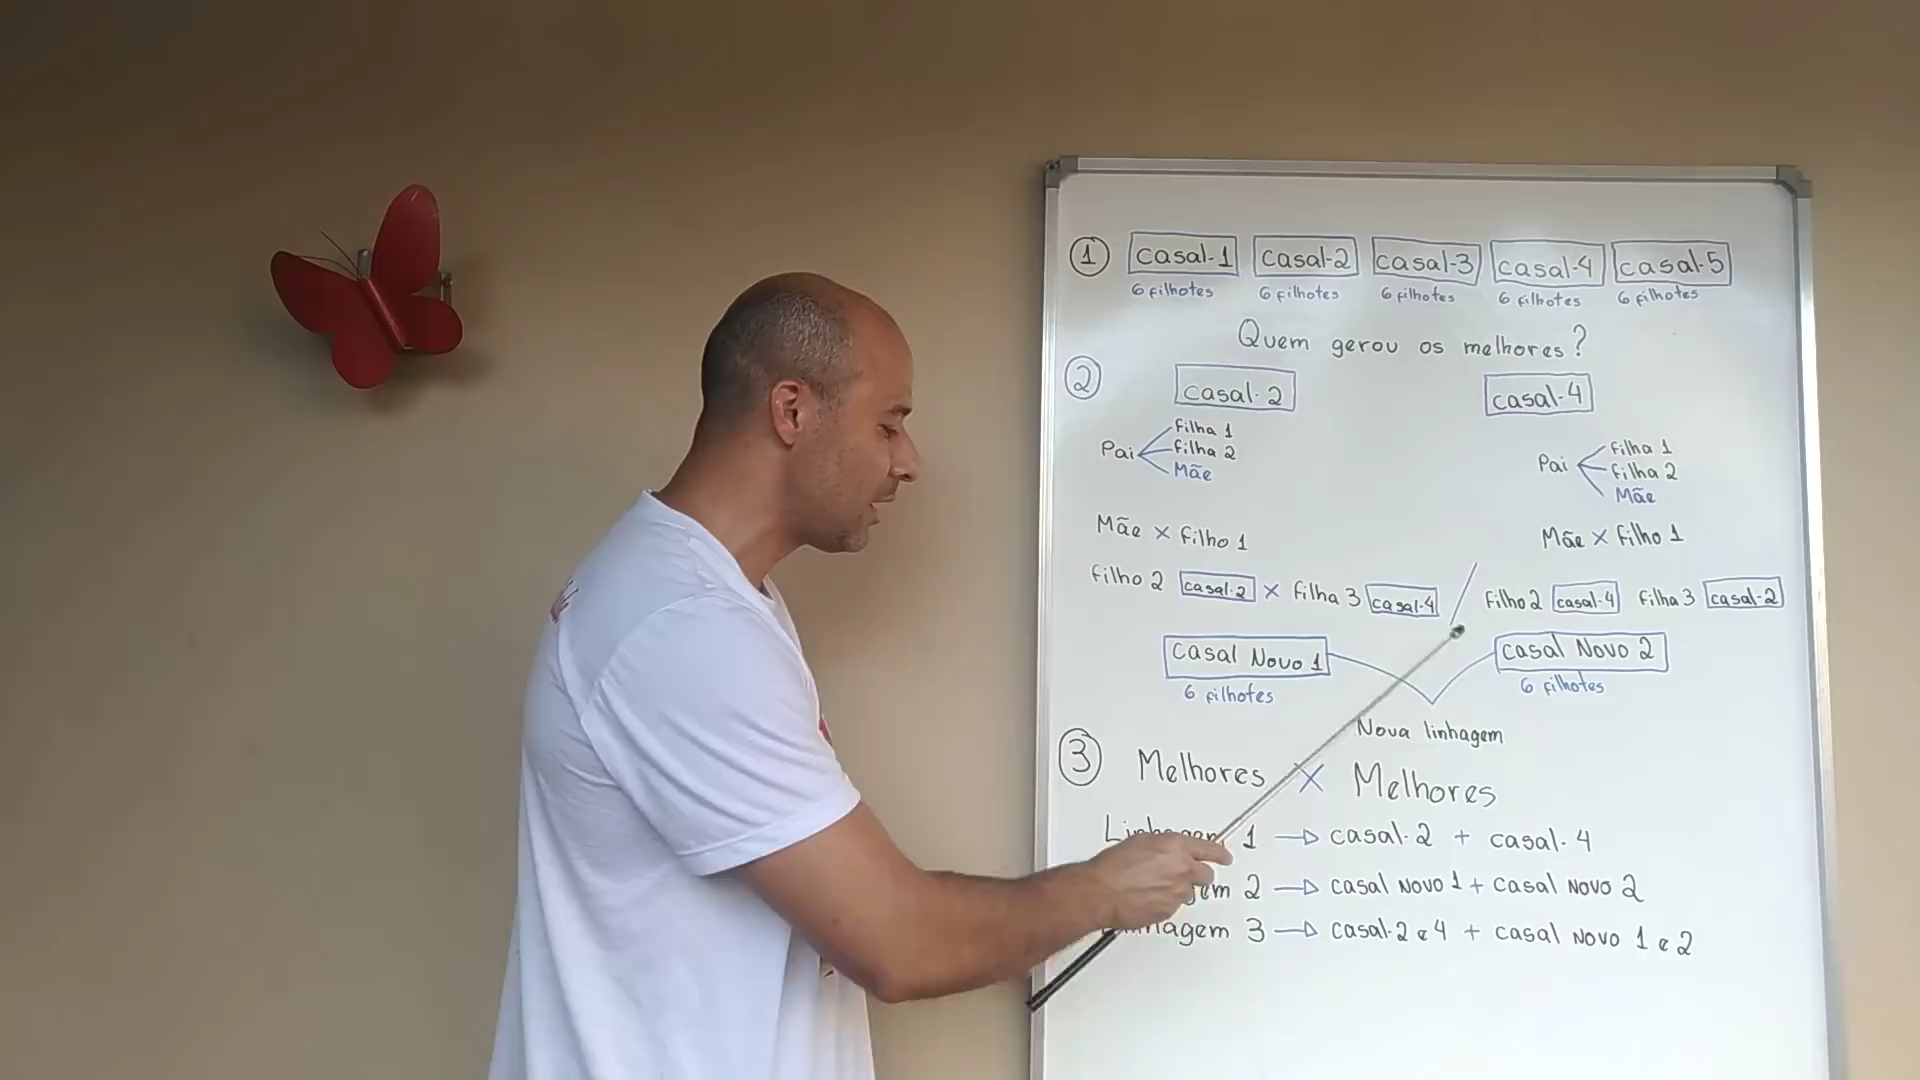 1 casal-1 casal-2 casal-3 casal-4 casal-5
6 filhotes 6 filhotes 6 filhotes 6 filhotes 6 filhotes
Quem gerou os melhores?
2 casal-2 casal-4
Pai Filha 1
Filha 2
Mãe
Pai Filha 1
Filha 2
Mãe
Mãe x Filho 1 Mãe x Filho 1
Filho 2 casal-2 x Filha 3 casal-4 / Filho 2 casal-4 Filha 3 casal-2
Casal Novo 1 casal Novo 2
6 filhotes 6 filhotes
Nova linhagem
3 Melhores x Melhores
Linhagem 1 → casal-2 + casal-4
2 → casal Novo 1 + casal Novo 2
Linhagem 3 → casal-2 e 4 + casal Novo 1 e 2